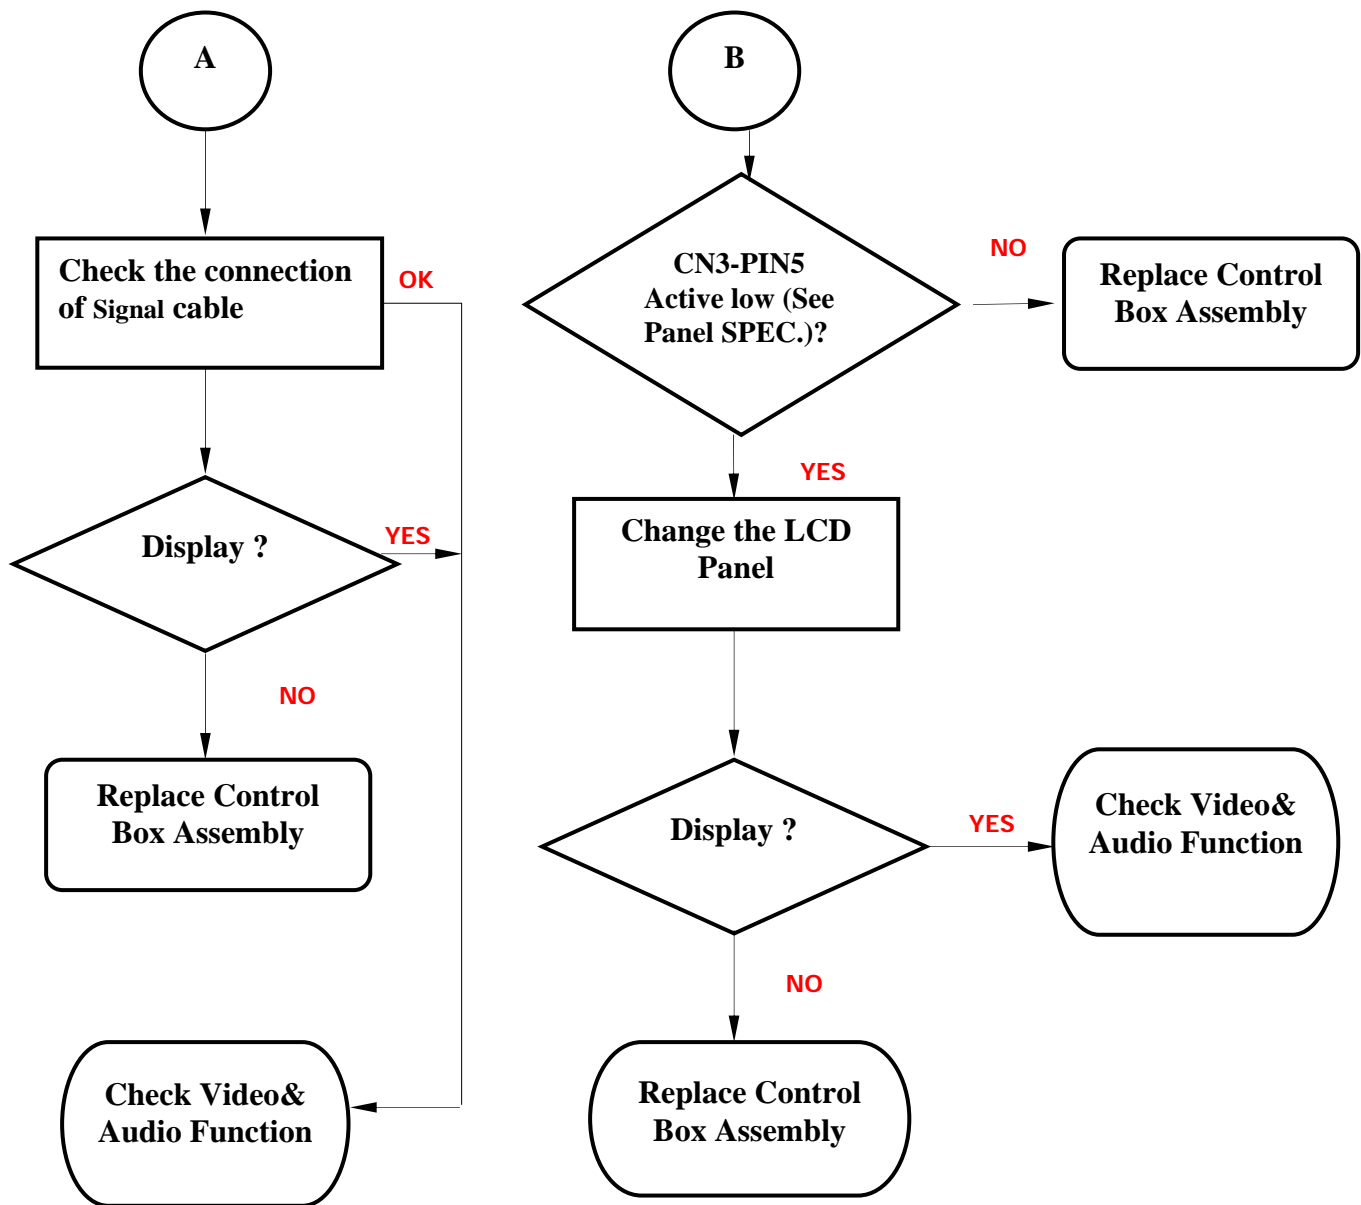 A
Check the connection
of Signal cable
OK
Display ?
YES
NO
Replace Control
Box Assembly
Check Video&
Audio Function
B
CN3-PIN5
Active low (See
Panel SPEC.)?
NO
Replace Control
Box Assembly
YES
Change the LCD
Panel
Display ?
YES
Check Video&
Audio Function
NO
Replace Control
Box Assembly